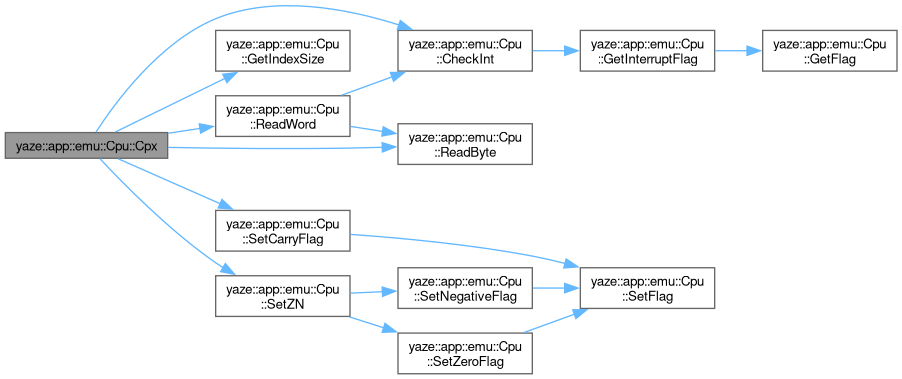 yaze::app::emu::Cpu::Cpx
yaze::app::emu::Cpu
::GetIndexSize
yaze::app::emu::Cpu
::ReadWord
yaze::app::emu::Cpu
::SetCarryFlag
yaze::app::emu::Cpu
::SetZN
yaze::app::emu::Cpu
::CheckInt
yaze::app::emu::Cpu
::ReadByte
yaze::app::emu::Cpu
::SetNegativeFlag
yaze::app::emu::Cpu
::SetZeroFlag
yaze::app::emu::Cpu
::GetInterruptFlag
yaze::app::emu::Cpu
::SetFlag
yaze::app::emu::Cpu
::GetFlag